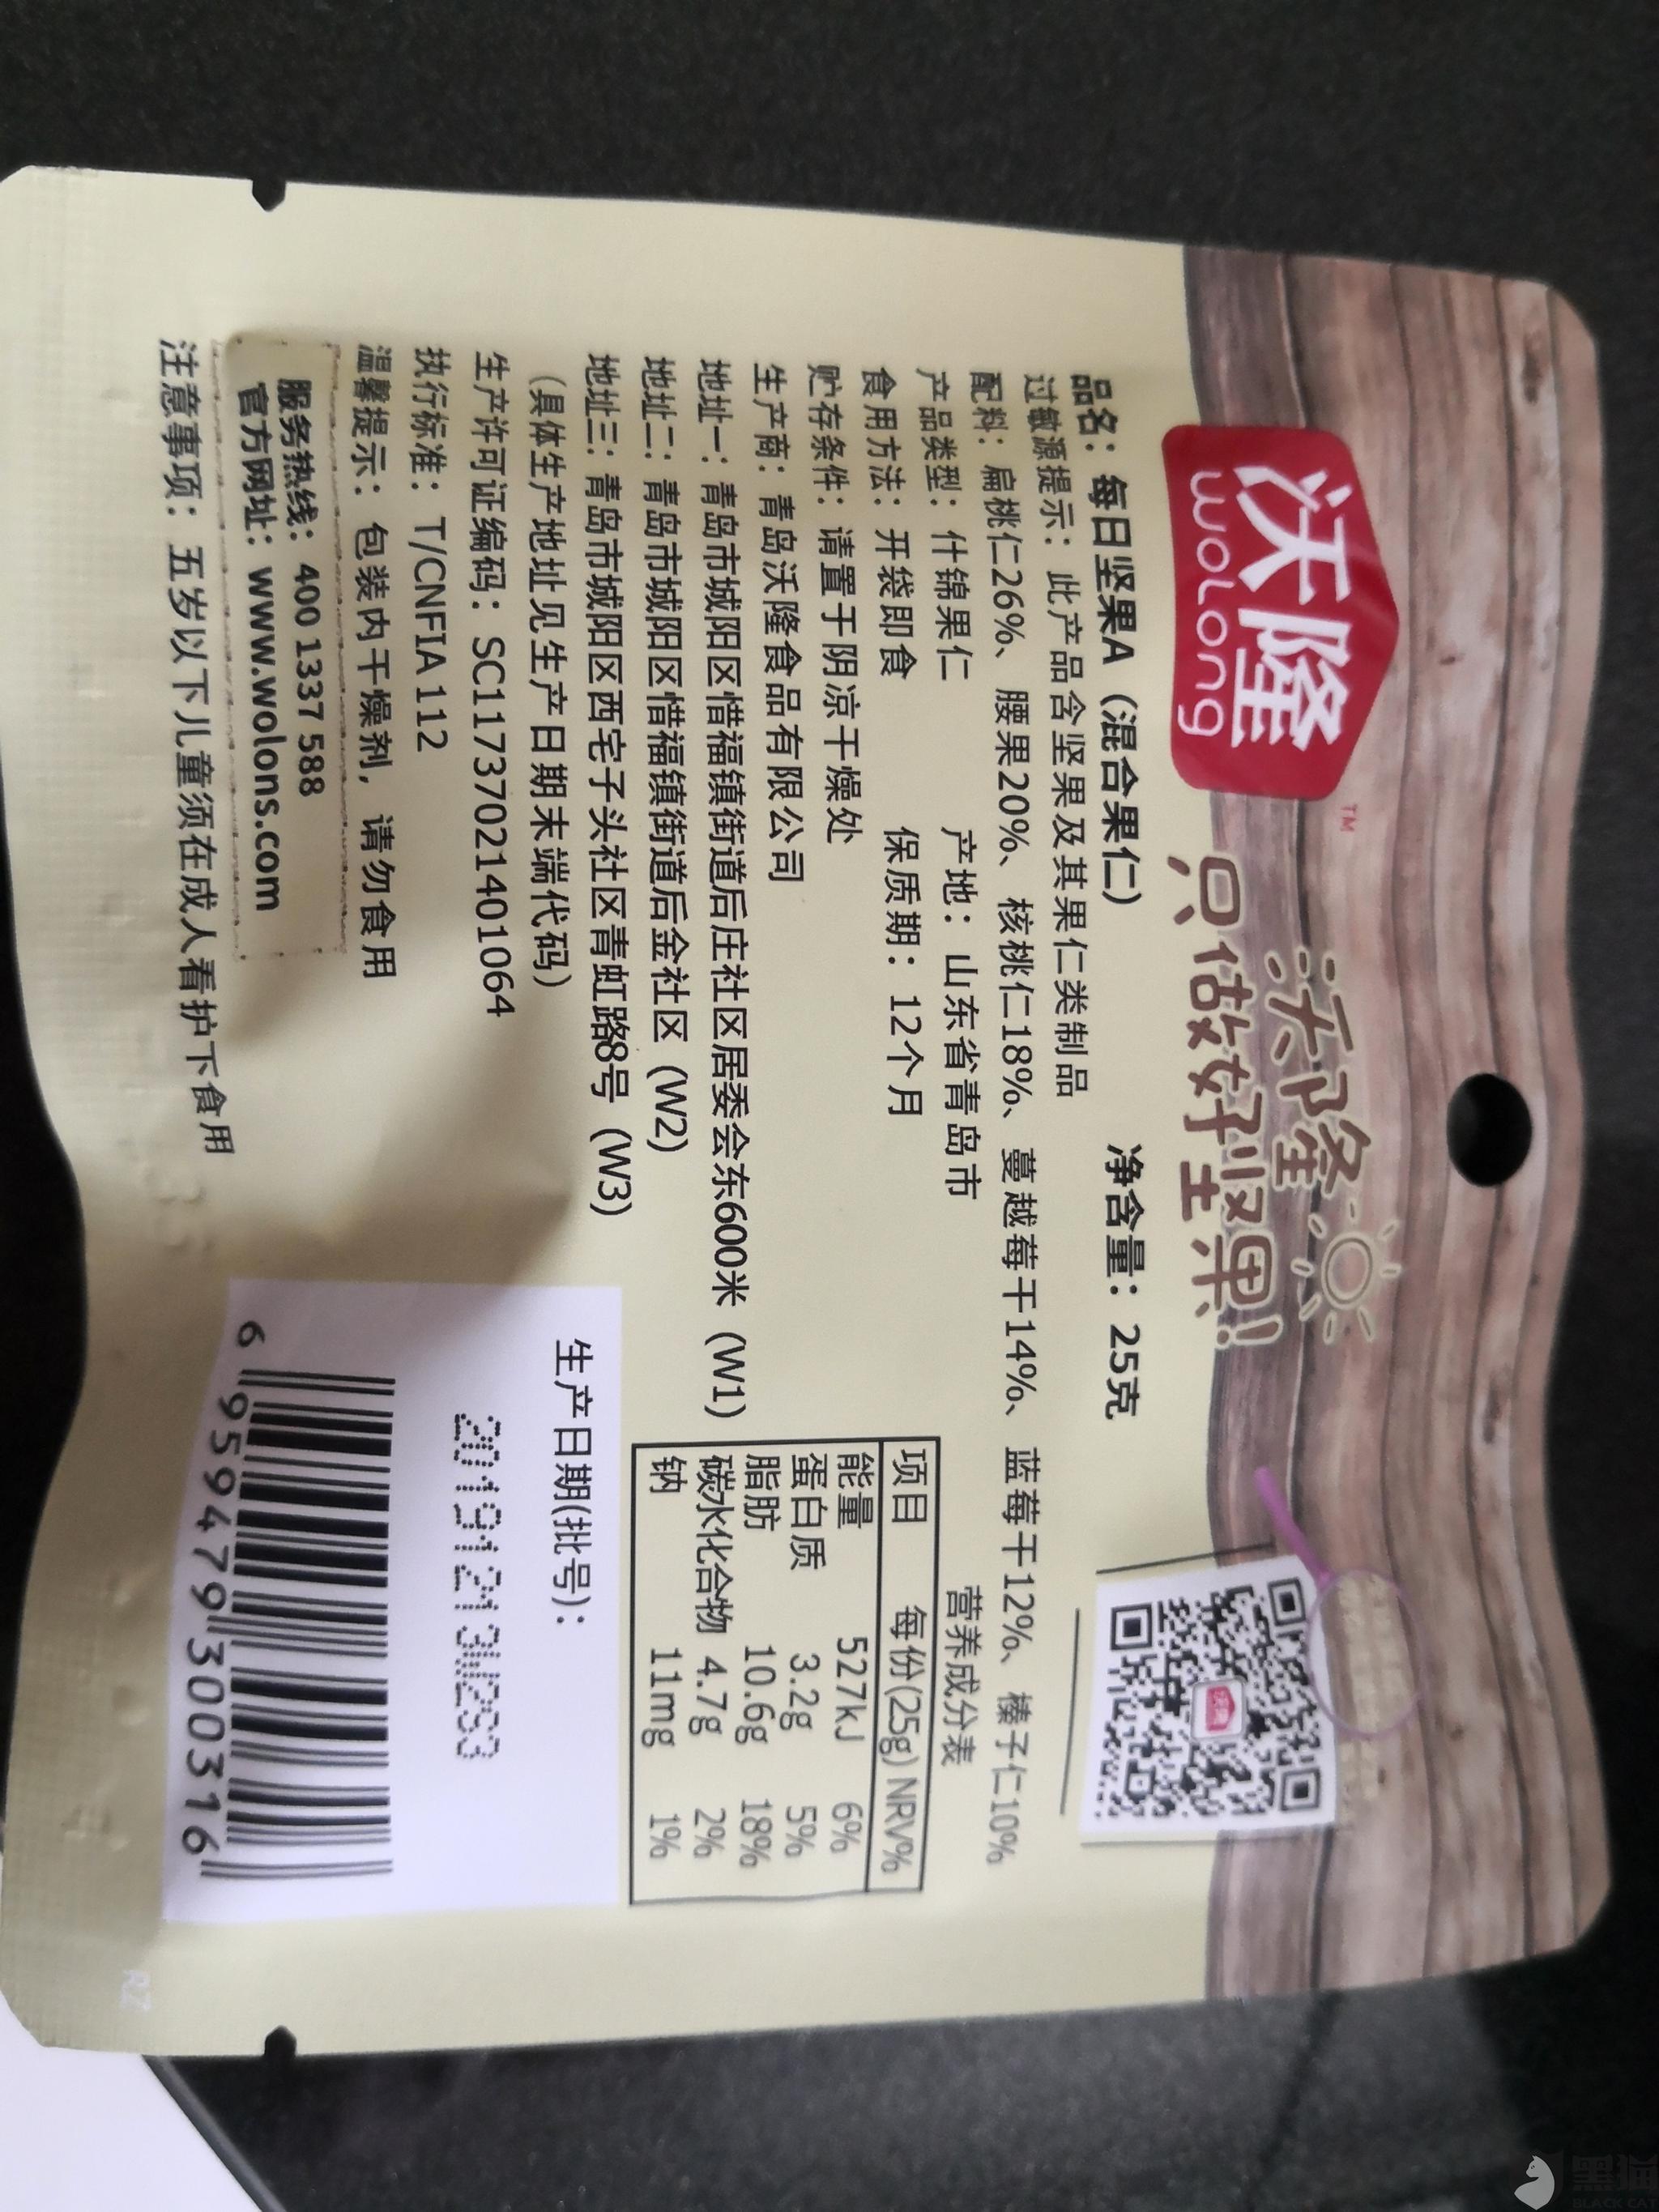 沃隆
wolong
TM
沃隆
只做好坚果!
品名：每日坚果A（混合果仁） 净含量：25克
过敏源提示：此产品含坚果及其果仁类制品
配料：扁桃仁26%、腰果20%、核桃仁18%、蔓越莓干14%、蓝莓干12%、榛子仁10%
产品类型：什锦果仁 产地：山东省青岛市
食用方法：开袋即食 保质期：12个月
贮存条件：请置于阴凉干燥处
生产商：青岛沃隆食品有限公司
地址一：青岛市城阳区惜福镇街道后庄社区居委会东600米（W1）
地址二：青岛市城阳区惜福镇街道后金社区（W2）
地址三：青岛市城阳区西宅子头社区青虹路8号（W3）
（具体生产地址见生产日期末端代码）
生产许可证编码：SC11737021401064
执行标准：T/CNFIA 112
温馨提示：包装内干燥剂，请勿食用
服务热线：400 1337 588
官方网址：www.wolons.com
注意事项：五岁以下儿童须在成人看护下食用
营养成分表
项目 每份(25g) NRV%
能量 527kJ 6%
蛋白质 3.2g 5%
脂肪 10.6g 18%
碳水化合物 4.7g 2%
钠 11mg 1%
生产日期(批号)：
6 959479 300316
RZ
黑猫
BLACK CAT